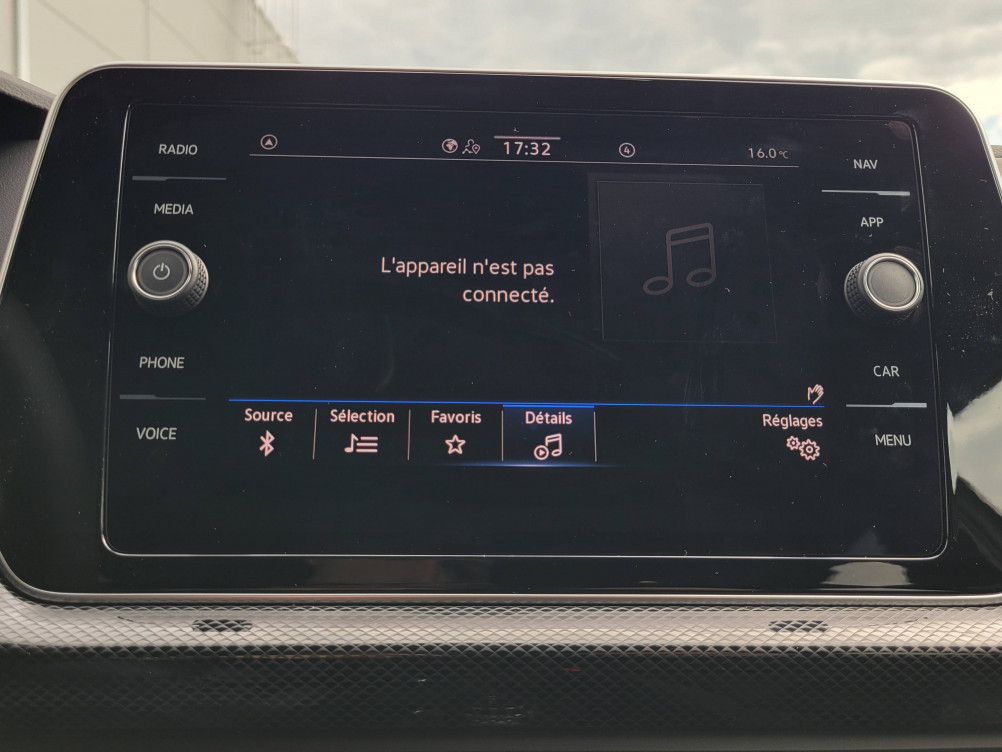 RADIO
MEDIA
PHONE
VOICE
17:32
4
16.0°C
L'appareil n'est pas
connecté.
Source
Sélection
Favoris
Détails
Réglages
NAV
APP
CAR
MENU